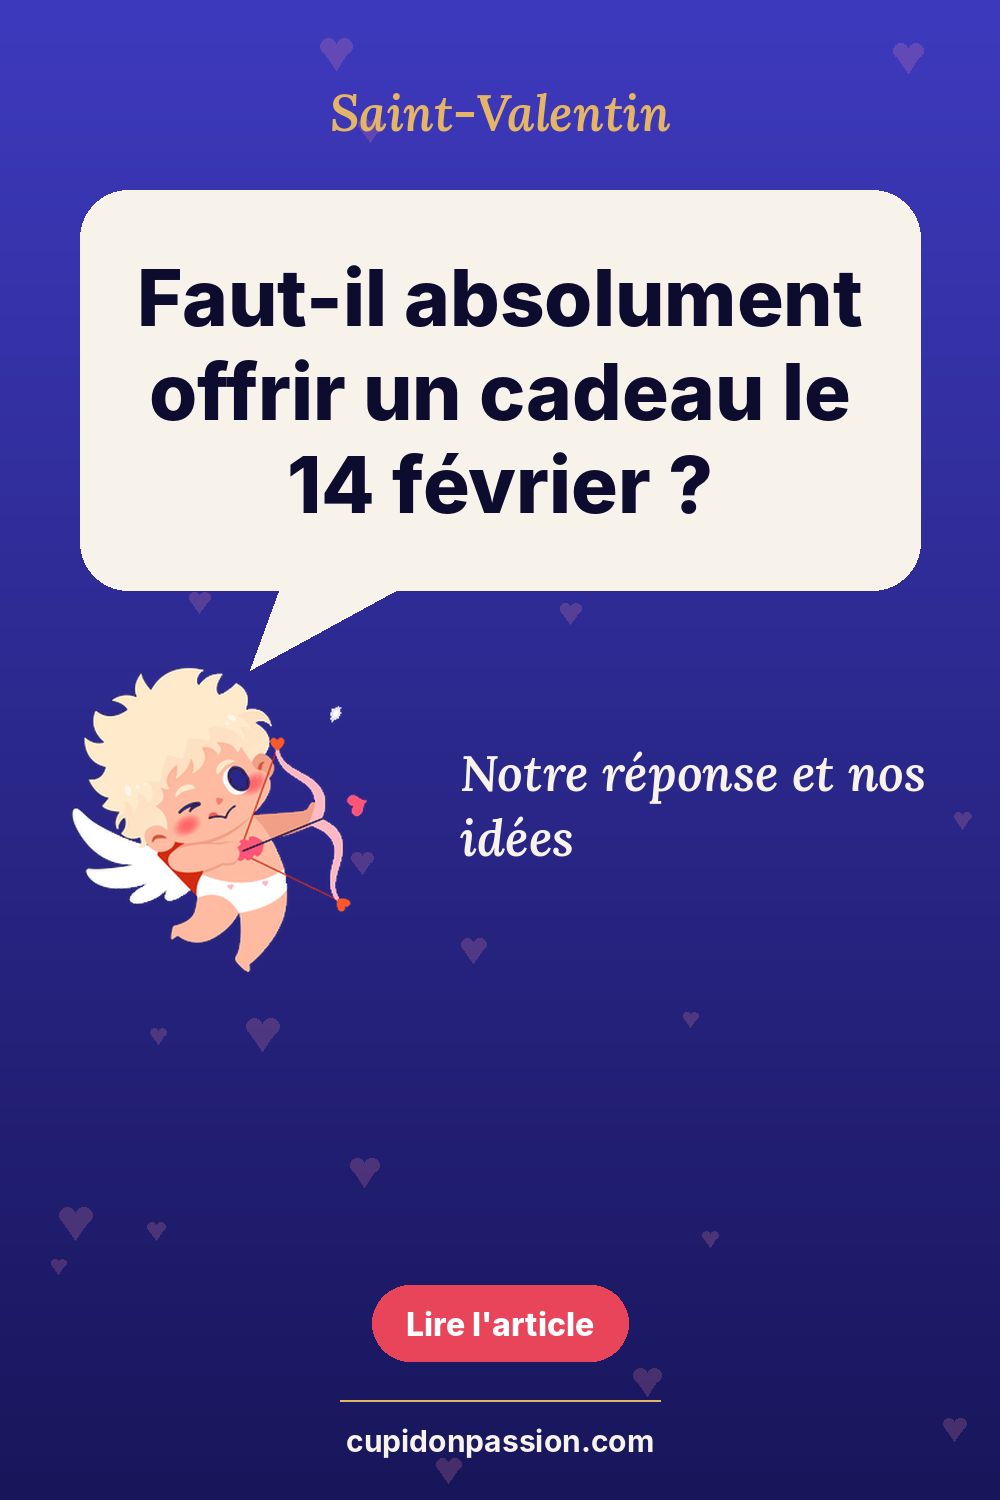 Saint-Valentin
Faut-il absolument
offrir un cadeau le
14 février ?
Notre réponse et nos
idées
Lire l'article
cupidonpassion.com